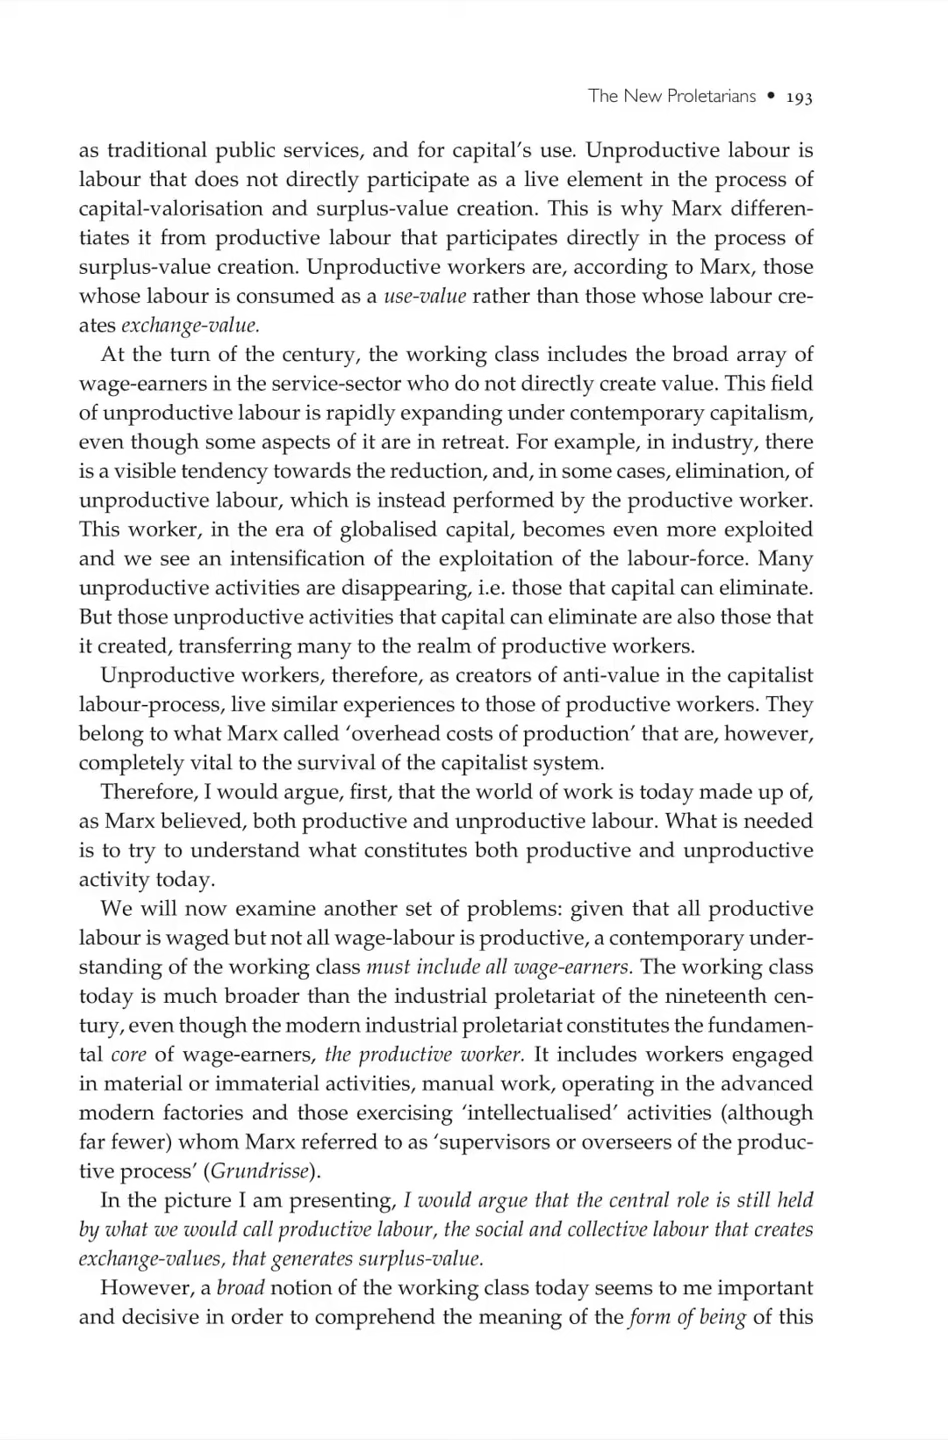 The New Proletarians • 193
as traditional public services, and for capital’s use. Unproductive labour is
labour that does not directly participate as a live element in the process of
capital-valorisation and surplus-value creation. This is why Marx differen-
tiates it from productive labour that participates directly in the process of
surplus-value creation. Unproductive workers are, according to Marx, those
whose labour is consumed as a use-value rather than those whose labour cre-
ates exchange-value.
At the turn of the century, the working class includes the broad array of
wage-earners in the service-sector who do not directly create value. This field
of unproductive labour is rapidly expanding under contemporary capitalism,
even though some aspects of it are in retreat. For example, in industry, there
is a visible tendency towards the reduction, and, in some cases, elimination, of
unproductive labour, which is instead performed by the productive worker.
This worker, in the era of globalised capital, becomes even more exploited
and we see an intensification of the exploitation of the labour-force. Many
unproductive activities are disappearing, i.e. those that capital can eliminate.
But those unproductive activities that capital can eliminate are also those that
it created, transferring many to the realm of productive workers.
Unproductive workers, therefore, as creators of anti-value in the capitalist
labour-process, live similar experiences to those of productive workers. They
belong to what Marx called ‘overhead costs of production’ that are, however,
completely vital to the survival of the capitalist system.
Therefore, I would argue, first, that the world of work is today made up of,
as Marx believed, both productive and unproductive labour. What is needed
is to try to understand what constitutes both productive and unproductive
activity today.
We will now examine another set of problems: given that all productive
labour is waged but not all wage-labour is productive, a contemporary under-
standing of the working class must include all wage-earners. The working class
today is much broader than the industrial proletariat of the nineteenth cen-
tury, even though the modern industrial proletariat constitutes the fundamen-
tal core of wage-earners, the productive worker. It includes workers engaged
in material or immaterial activities, manual work, operating in the advanced
modern factories and those exercising ‘intellectualised’ activities (although
far fewer) whom Marx referred to as ‘supervisors or overseers of the produc-
tive process’ (Grundrisse).
In the picture I am presenting, I would argue that the central role is still held
by what we would call productive labour, the social and collective labour that creates
exchange-values, that generates surplus-value.
However, a broad notion of the working class today seems to me important
and decisive in order to comprehend the meaning of the form of being of this